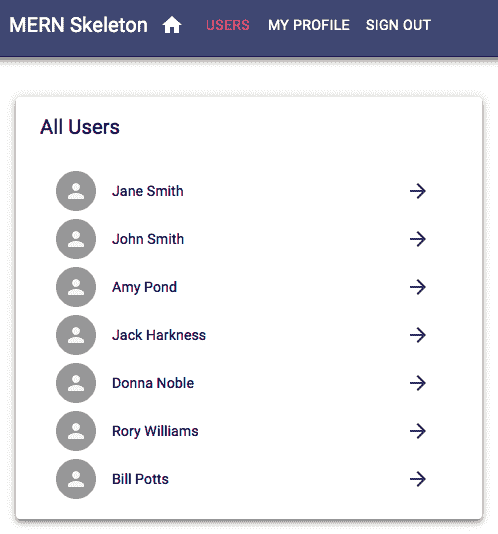 MERN Skeleton USERS MY PROFILE SIGN OUT
All Users
Jane Smith
John Smith
Amy Pond
Jack Harkness
Donna Noble
Rory Williams
Bill Potts